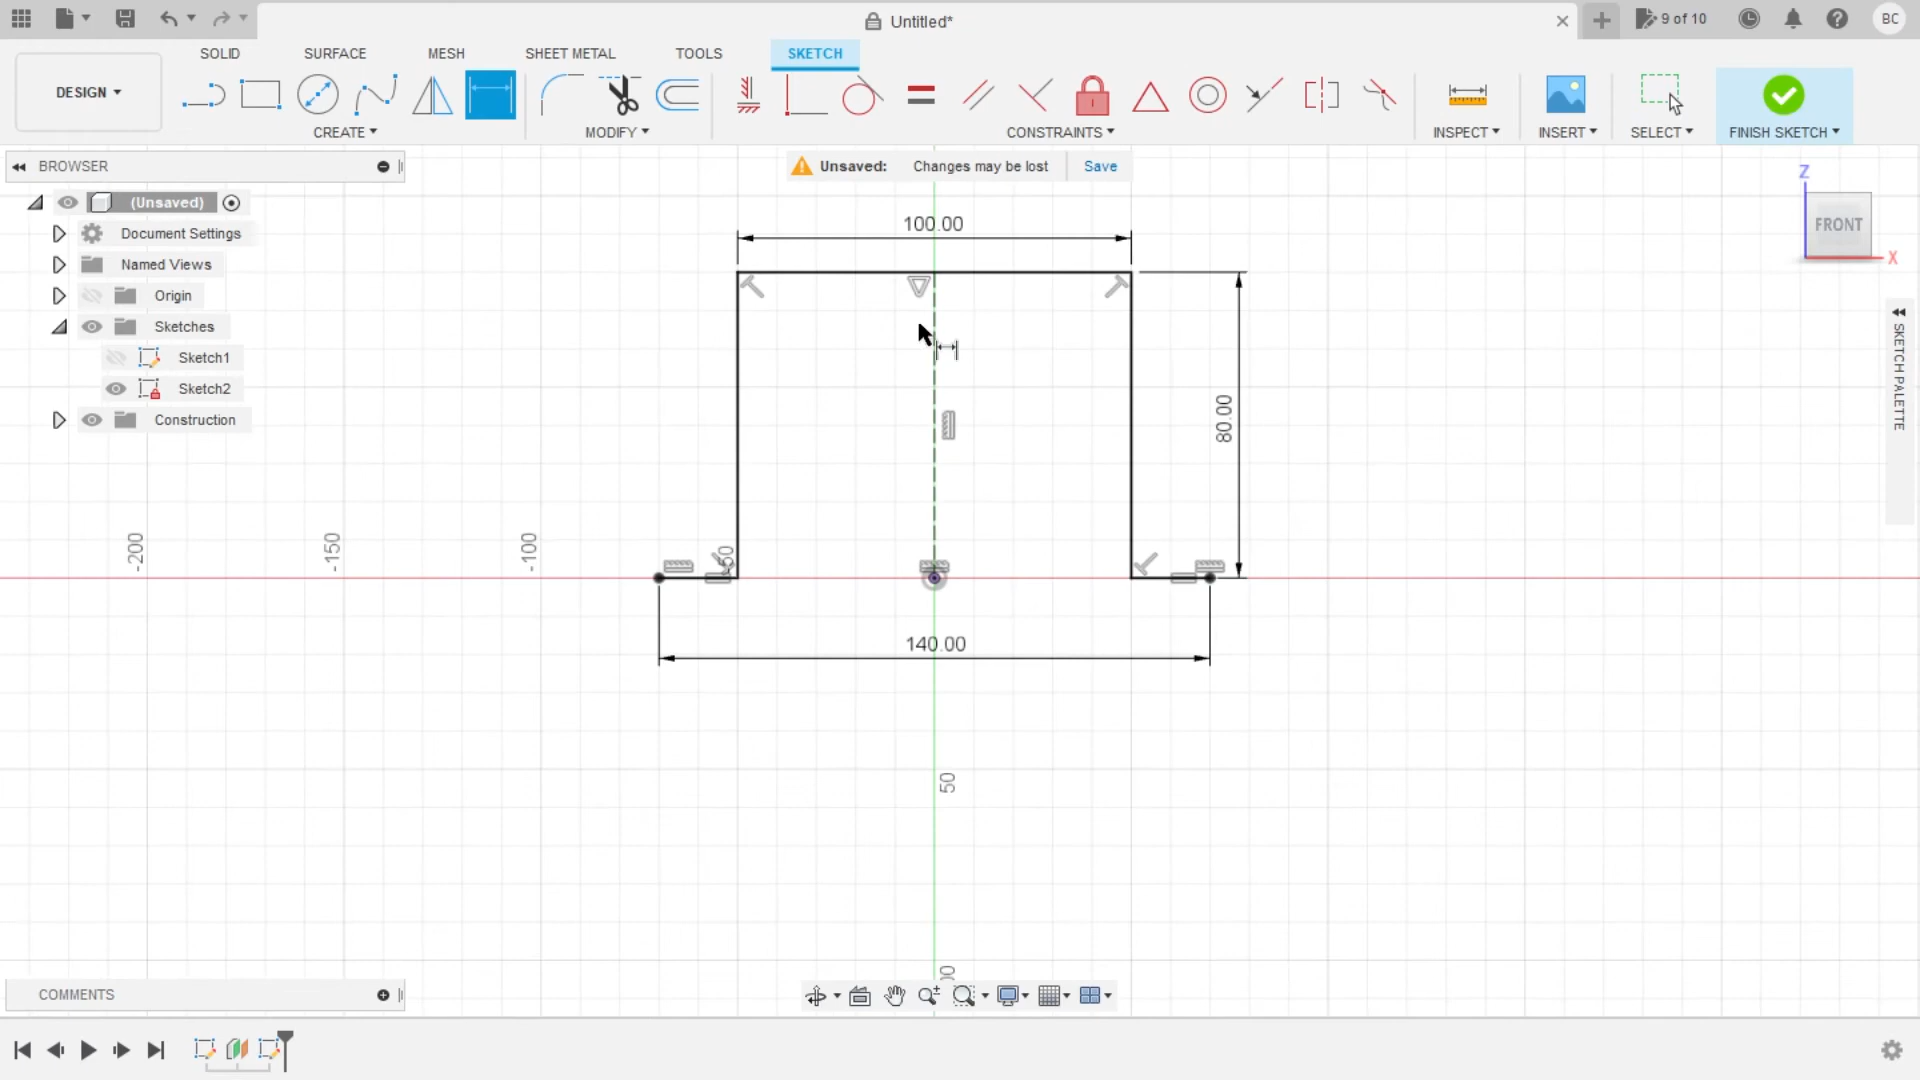 Untitled*
9 of 10
BC
SOLID
SURFACE
MESH
SHEET METAL
TOOLS
SKETCH
DESIGN
CREATE
MODIFY
CONSTRAINTS
INSPECT
INSERT
SELECT
FINISH SKETCH
BROWSER
Unsaved: Changes may be lost Save
(Unsaved)
Document Settings
Named Views
Origin
Sketches
Sketch1
Sketch2
Construction
Z
FRONT
X
SKETCH PALETTE
100.00
80.00
-200
-150
-100
140.00
50
COMMENTS